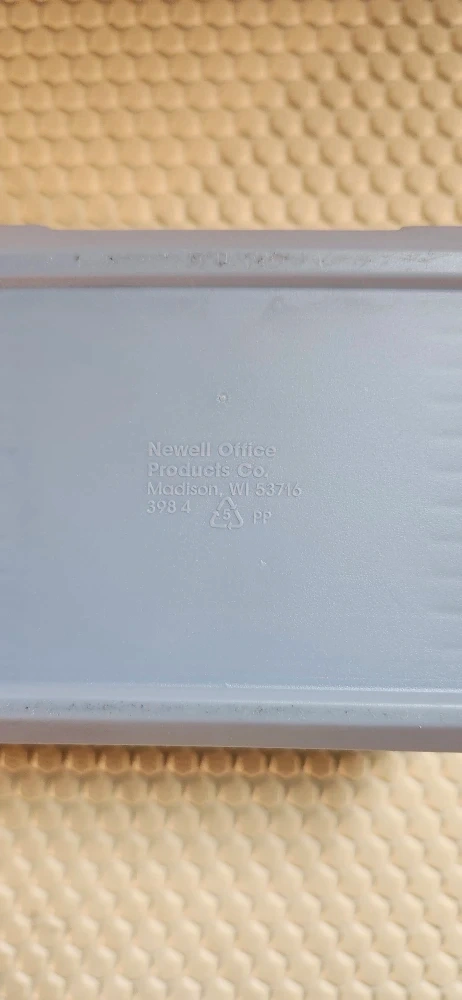 Newell Office
Products Co.
Madison, WI 53716
398 4 5 PP